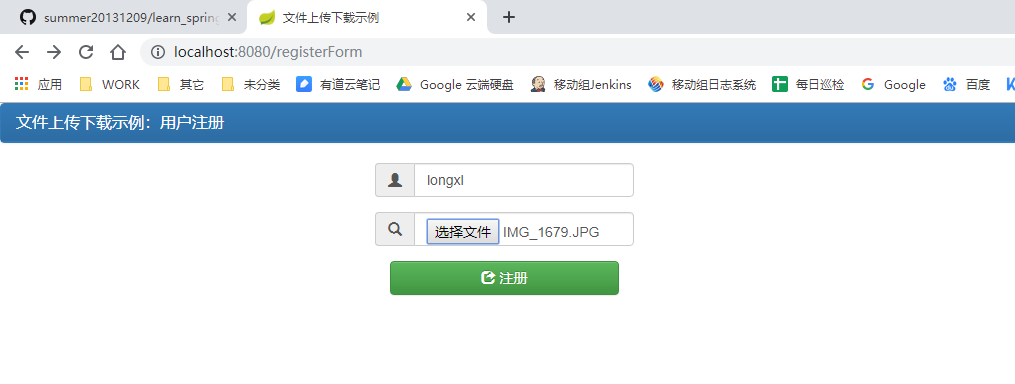 summer20131209/learn_spring
文件上传下载示例
localhost:8080/registerForm
应用 WORK 其它 未分类 有道云笔记 Google 云端硬盘 移动组Jenkins 移动组日志系统 每日巡检 Google 百度
文件上传下载示例：用户注册
longxl
选择文件 IMG_1679.JPG
注册